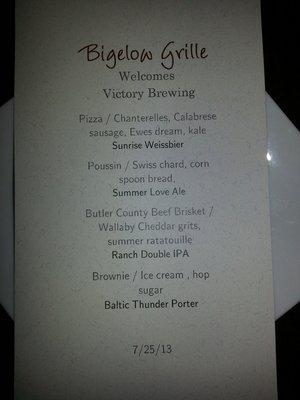 Bigelow Grille
Welcomes
Victory Brewing
Pizza / Chanterelles, Calabrese
sausage, Ewes dream, kale
Sunrise Weissbier
Poussin / Swiss chard, corn
spoon bread,
Summer Love Ale
Butler County Beef Brisket /
Wallaby Cheddar grits,
summer ratatouille
Ranch Double IPA
Brownie / Ice cream , hop
sugar
Baltic Thunder Porter
7/25/13